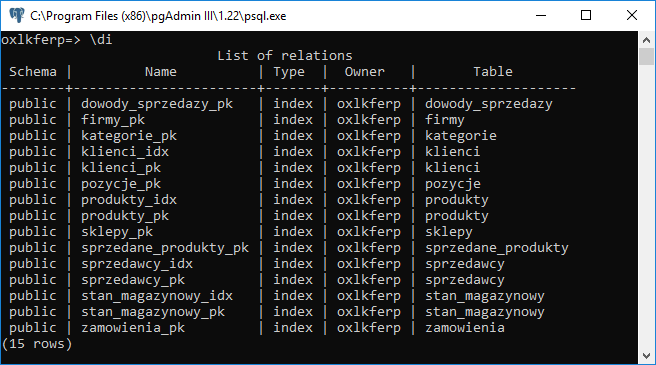 C:\Program Files (x86)\pgAdmin III\1.22\psql.exe
oxlkferp=> \di
                           List of relations
 Schema |         Name          | Type  |  Owner   |       Table
--------+-----------------------+-------+----------+--------------------
 public | dowody_sprzedazy_pk   | index | oxlkferp | dowody_sprzedazy
 public | firmy_pk              | index | oxlkferp | firmy
 public | kategorie_pk          | index | oxlkferp | kategorie
 public | klienci_idx           | index | oxlkferp | klienci
 public | klienci_pk            | index | oxlkferp | klienci
 public | pozycje_pk            | index | oxlkferp | pozycje
 public | produkty_idx          | index | oxlkferp | produkty
 public | produkty_pk           | index | oxlkferp | produkty
 public | sklepy_pk             | index | oxlkferp | sklepy
 public | sprzedane_produkty_pk | index | oxlkferp | sprzedane_produkty
 public | sprzedawcy_idx        | index | oxlkferp | sprzedawcy
 public | sprzedawcy_pk         | index | oxlkferp | sprzedawcy
 public | stan_magazynowy_idx   | index | oxlkferp | stan_magazynowy
 public | stan_magazynowy_pk    | index | oxlkferp | stan_magazynowy
 public | zamowienia_pk         | index | oxlkferp | zamowienia
(15 rows)